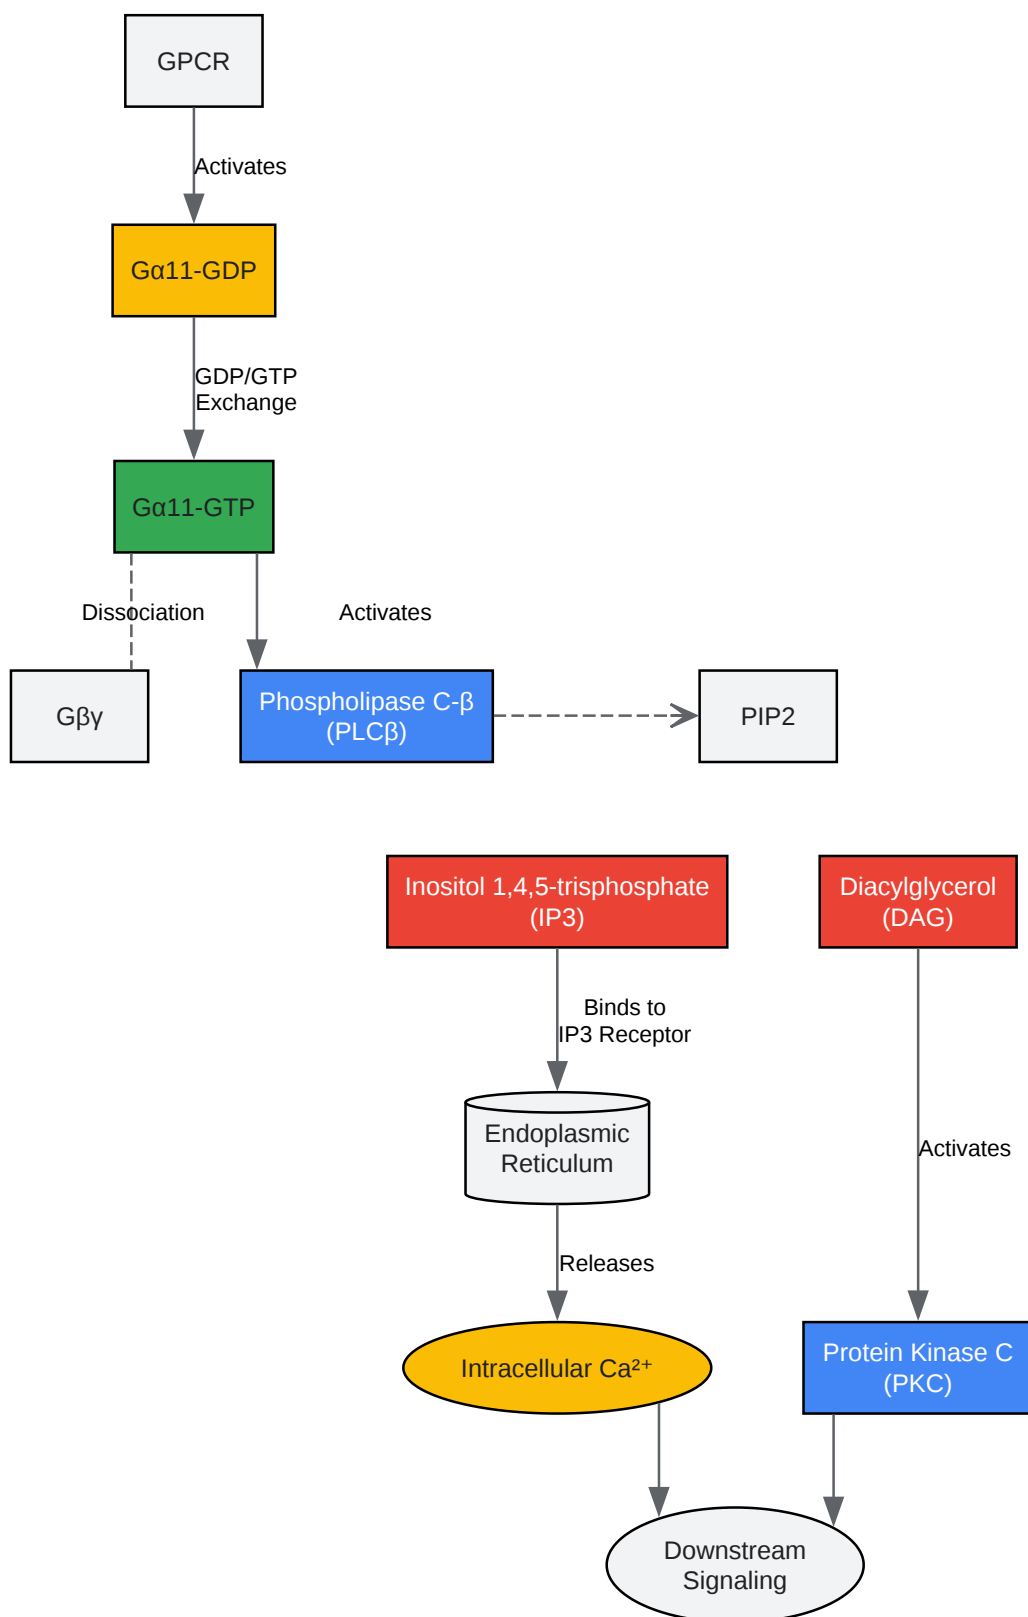 GPCR
Activates
Gα11-GDP
GDP/GTP
Exchange
Gα11-GTP
Dissociation
Activates
Gβγ
Phospholipase C-β
(PLCβ)
PIP2
Inositol 1,4,5-trisphosphate
(IP3)
Diacylglycerol
(DAG)
Binds to
IP3 Receptor
Endoplasmic
Reticulum
Activates
Releases
Intracellular Ca²⁺
Protein Kinase C
(PKC)
Downstream
Signaling